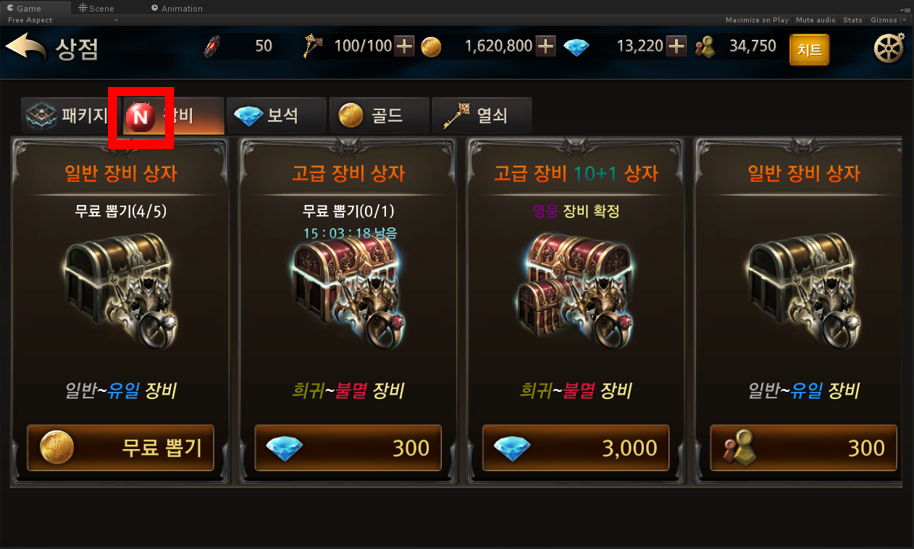 Game
Scene
Animation
Free Aspect
Maximize on Play
Mute audio
Stats
Gizmos
상점
50
100/100
1,620,800
13,220
34,750
치트
패키지
N
장비
보석
골드
열쇠
일반 장비 상자
무료 뽑기(4/5)
일반~유일 장비
무료 뽑기
고급 장비 상자
무료 뽑기(0/1)
15 : 03 : 18 남음
희귀~불멸 장비
300
고급 장비 10+1 상자
영웅 장비 확정
희귀~불멸 장비
3,000
일반 장비 상자
일반~유일 장비
300